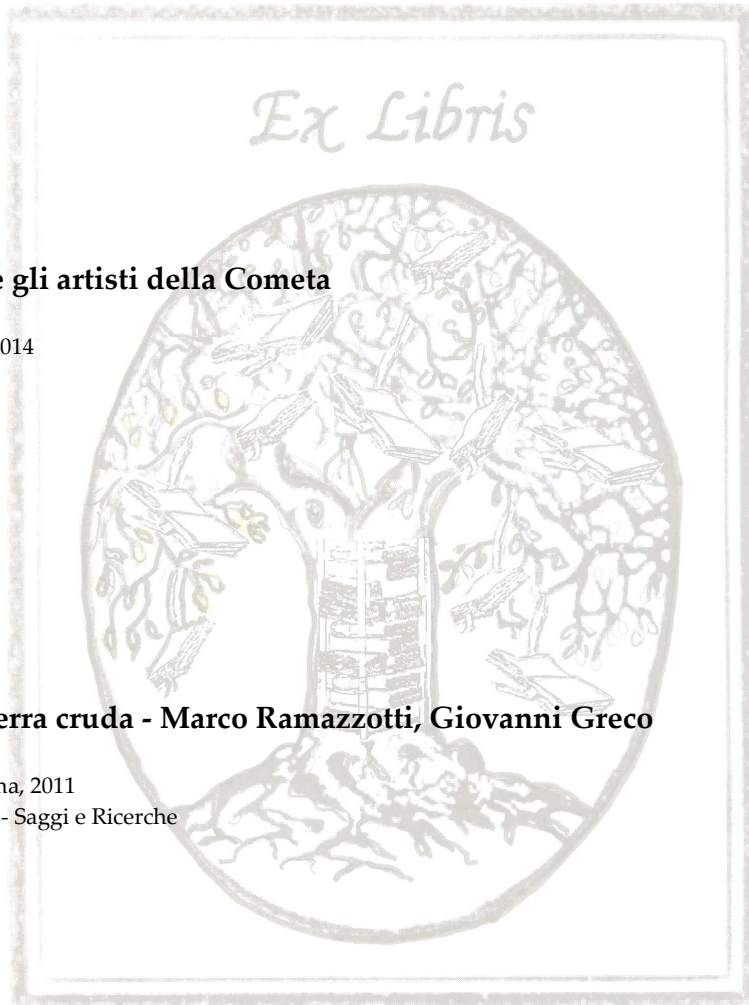 Ex Libris
e gli artisti della Cometa
014
erra cruda - Marco Ramazzotti, Giovanni Greco
na, 2011
- Saggi e Ricerche